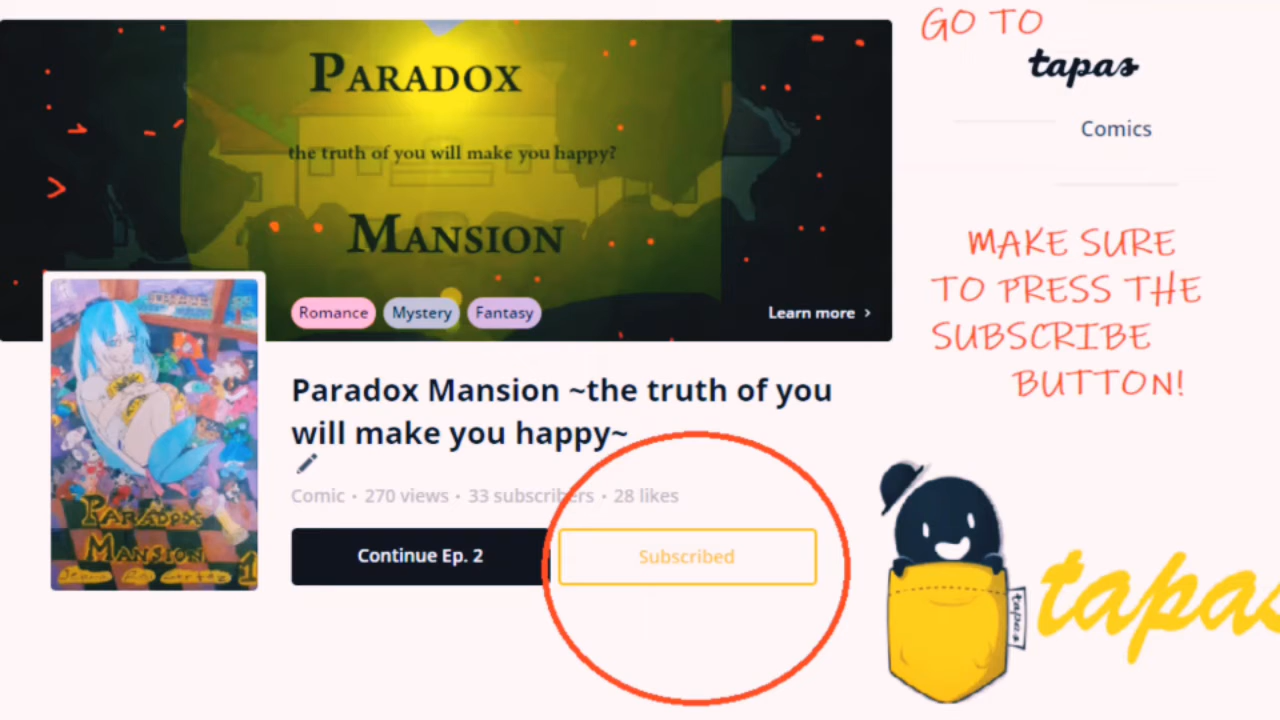 PARADOX
the truth of you will make you happy?
MANSION
Romance
Mystery
Fantasy
Learn more
Paradox Mansion ~the truth of you
will make you happy~
Comic · 270 views · 33 subscribers · 28 likes
Continue Ep. 2
Subscribed
PARADOX
MANSION
1
GO TO
tapas
Comics
MAKE SURE
TO PRESS THE
SUBSCRIBE
BUTTON!
tapas
tapas